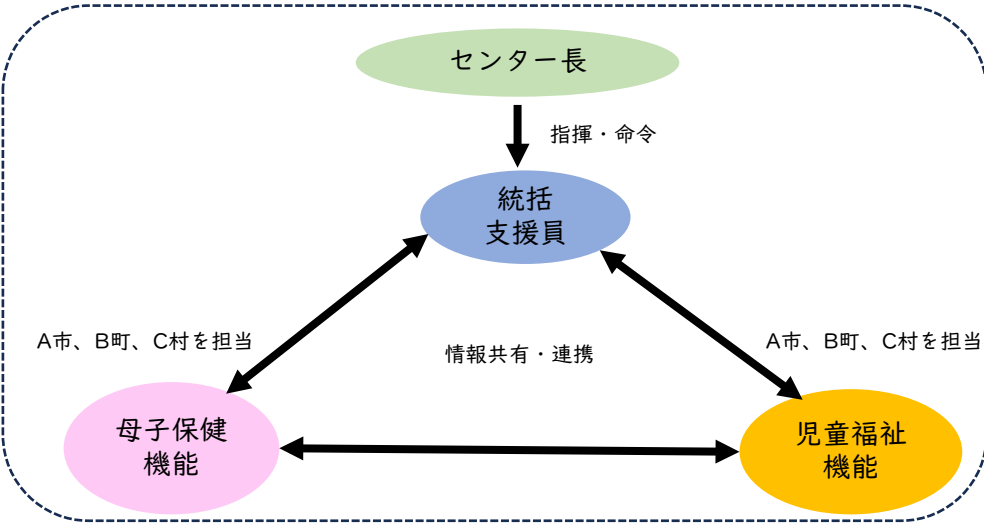 センター長
指揮・命令
統括
支援員
A市、B町、C村を担当
A市、B町、C村を担当
情報共有・連携
母子保健
機能
児童福祉
機能